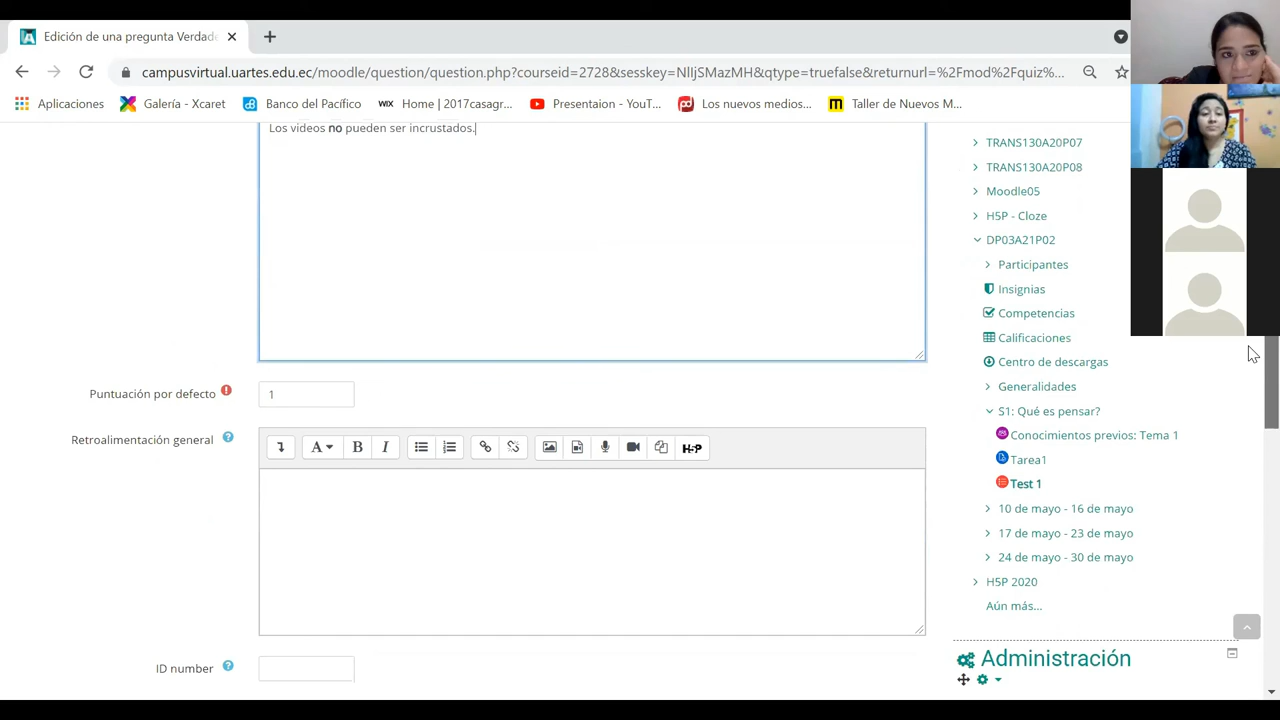 Edición de una pregunta Verdade
campusvirtual.uartes.edu.ec/moodle/question/question.php?courseid=2728&sesskey=NlIjSMazMH&qtype=truefalse&returnurl=%2Fmod%2Fquiz%...
Aplicaciones
Galería - Xcaret
Banco del Pacífico
WIX Home | 2017casagr...
Presentaion - YouT...
Los nuevos medios...
Taller de Nuevos M...
Los videos no pueden ser incrustados.
Puntuación por defecto
1
Retroalimentación general
A
B
I
H-P
ID number
TRANS130A20P07
TRANS130A20P08
Moodle05
H5P - Cloze
DP03A21P02
Participantes
Insignias
Competencias
Calificaciones
Centro de descargas
Generalidades
S1: Qué es pensar?
Conocimientos previos: Tema 1
Tarea1
Test 1
10 de mayo - 16 de mayo
17 de mayo - 23 de mayo
24 de mayo - 30 de mayo
H5P 2020
Aún más...
Administración